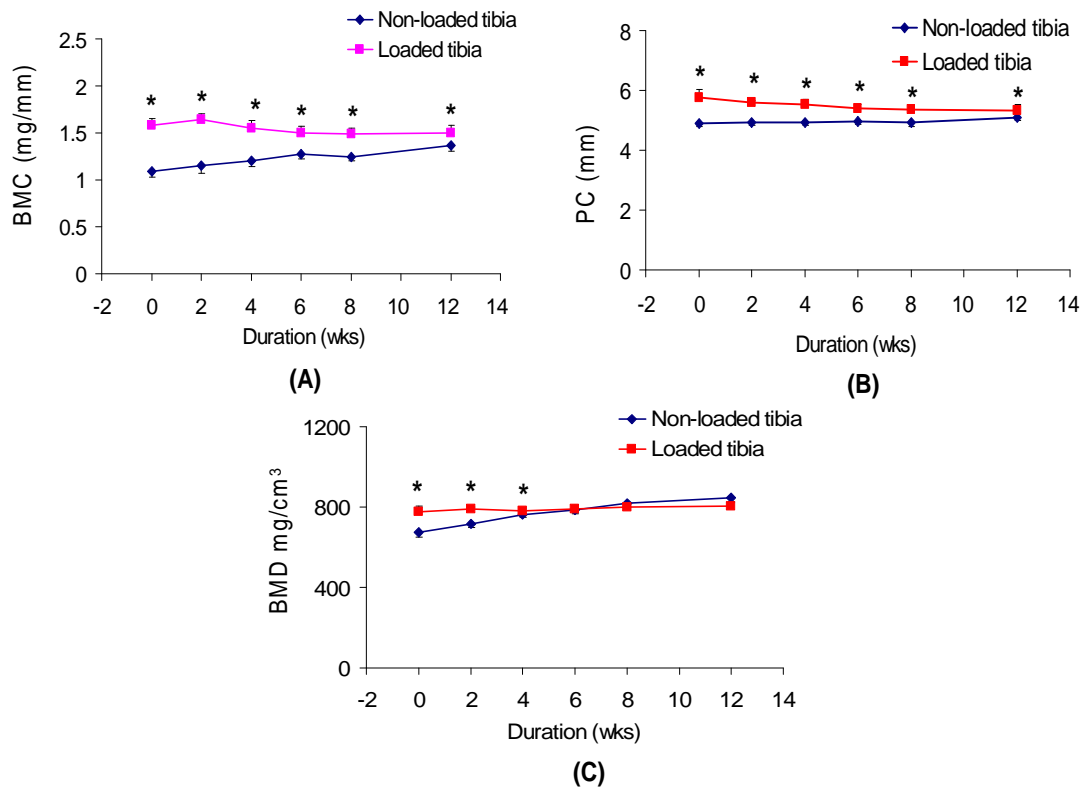 Non-loaded tibia
Loaded tibia
2.5
2
1.5
1
0.5
0
* * * * * *
BMC (mg/mm)
-2 0 2 4 6 8 10 12 14
Duration (wks)
(A)
Non-loaded tibia
Loaded tibia
8
6
4
2
0
* * * * * *
PC (mm)
-2 0 2 4 6 8 10 12 14
Duration (wks)
(B)
Non-loaded tibia
Loaded tibia
1200
800
400
0
* * *
BMD mg/cm³
-2 0 2 4 6 8 10 12 14
Duration (wks)
(C)